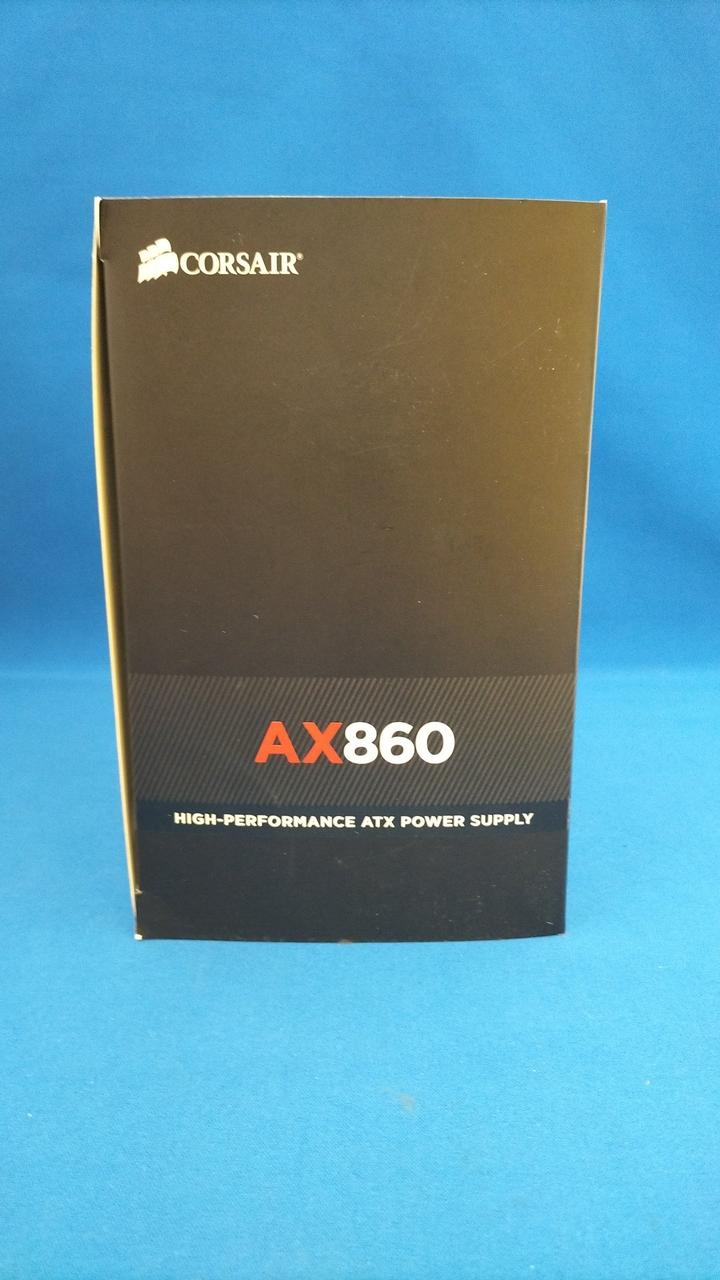 CORSAIR®
AX860
HIGH-PERFORMANCE ATX POWER SUPPLY